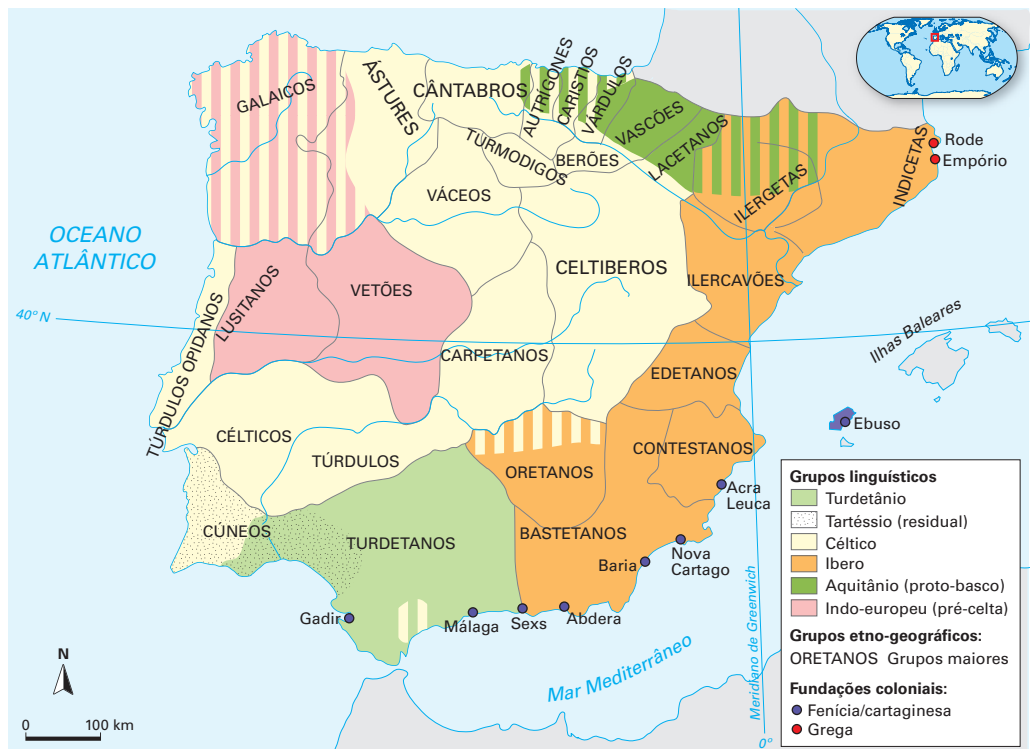 GALAICOS
ÁSTURES
CÂNTABROS
AUTRÍGONES
CARISTIOS
VÁRDULOS
VASCÕES
LACETANOS
ILERGETAS
INDICETAS
Rode
Empório
TURMODIGOS
BERÕES
VÁCEOS
OCEANO
ATLÂNTICO
CELTIBEROS
ILERCAVÕES
LUSITANOS
VETÕES
40° N
Ilhas Baleares
TÚRDULOS OPIDANOS
CARPETANOS
EDETANOS
Ebuso
CÉLTICOS
CONTESTANOS
TÚRDULOS
ORETANOS
Acra
Leuca
CÚNEOS
TURDETANOS
BASTETANOS
Nova
Cartago
Baria
Gadir
Málaga
Sexs
Abdera
Mar Mediterrâneo
Meridiano de Greenwich
0°
N
0 100 km
Grupos linguísticos
Turdetânio
Tartéssio (residual)
Céltico
Ibero
Aquitânio (proto-basco)
Indo-europeu (pré-celta)
Grupos etno-geográficos:
ORETANOS Grupos maiores
Fundações coloniais:
Fenícia/cartaginesa
Grega